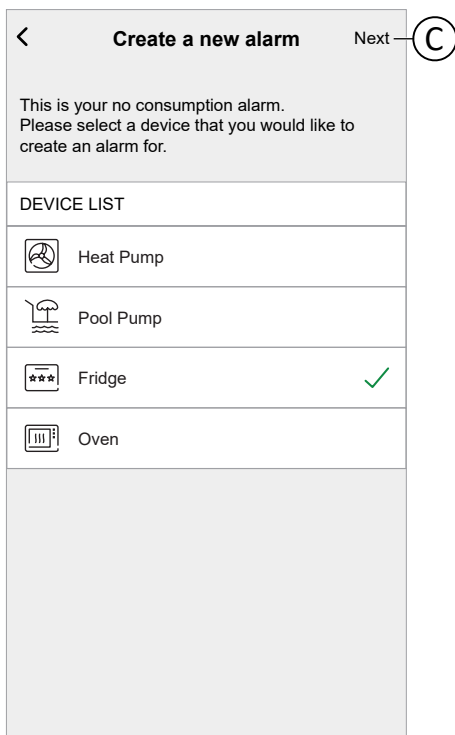 Create a new alarm Next C
This is your no consumption alarm.
Please select a device that you would like to
create an alarm for.
DEVICE LIST
Heat Pump
Pool Pump
Fridge
Oven